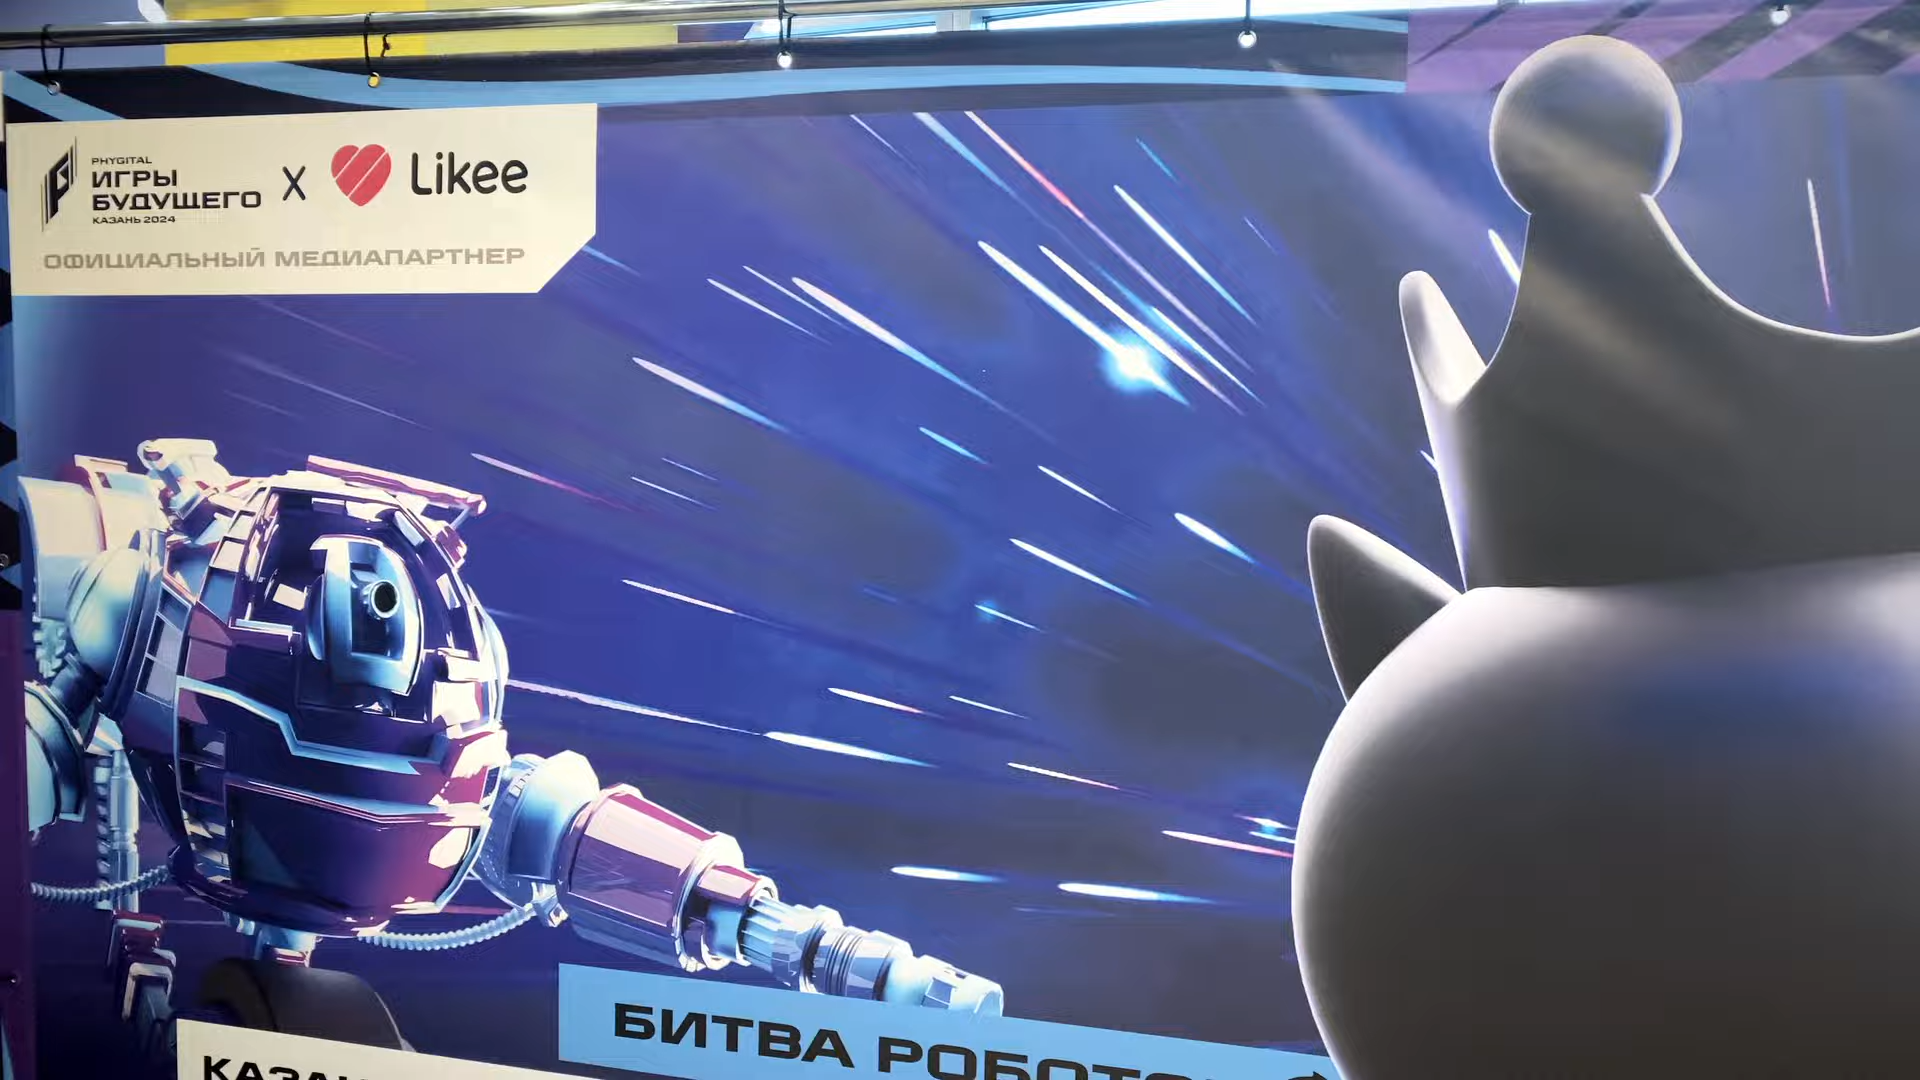 PHYGITAL
ИГРЫ
БУДУЩЕГО
КАЗАНЬ 2024
X Likee
ОФИЦИАЛЬНЫЙ МЕДИАПАРТНЕР
БИТВА